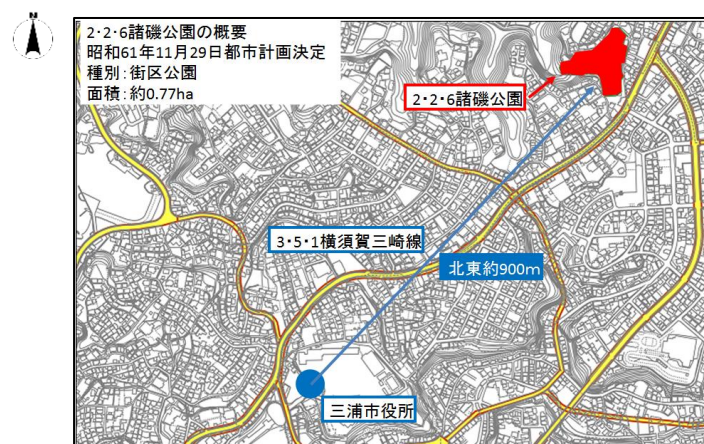 N
2・2・6諸磯公園の概要
昭和61年11月29日都市計画決定
種別：街区公園
面積：約0.77ha
2・2・6諸磯公園
3・5・1横須賀三崎線
北東約900m
三浦市役所